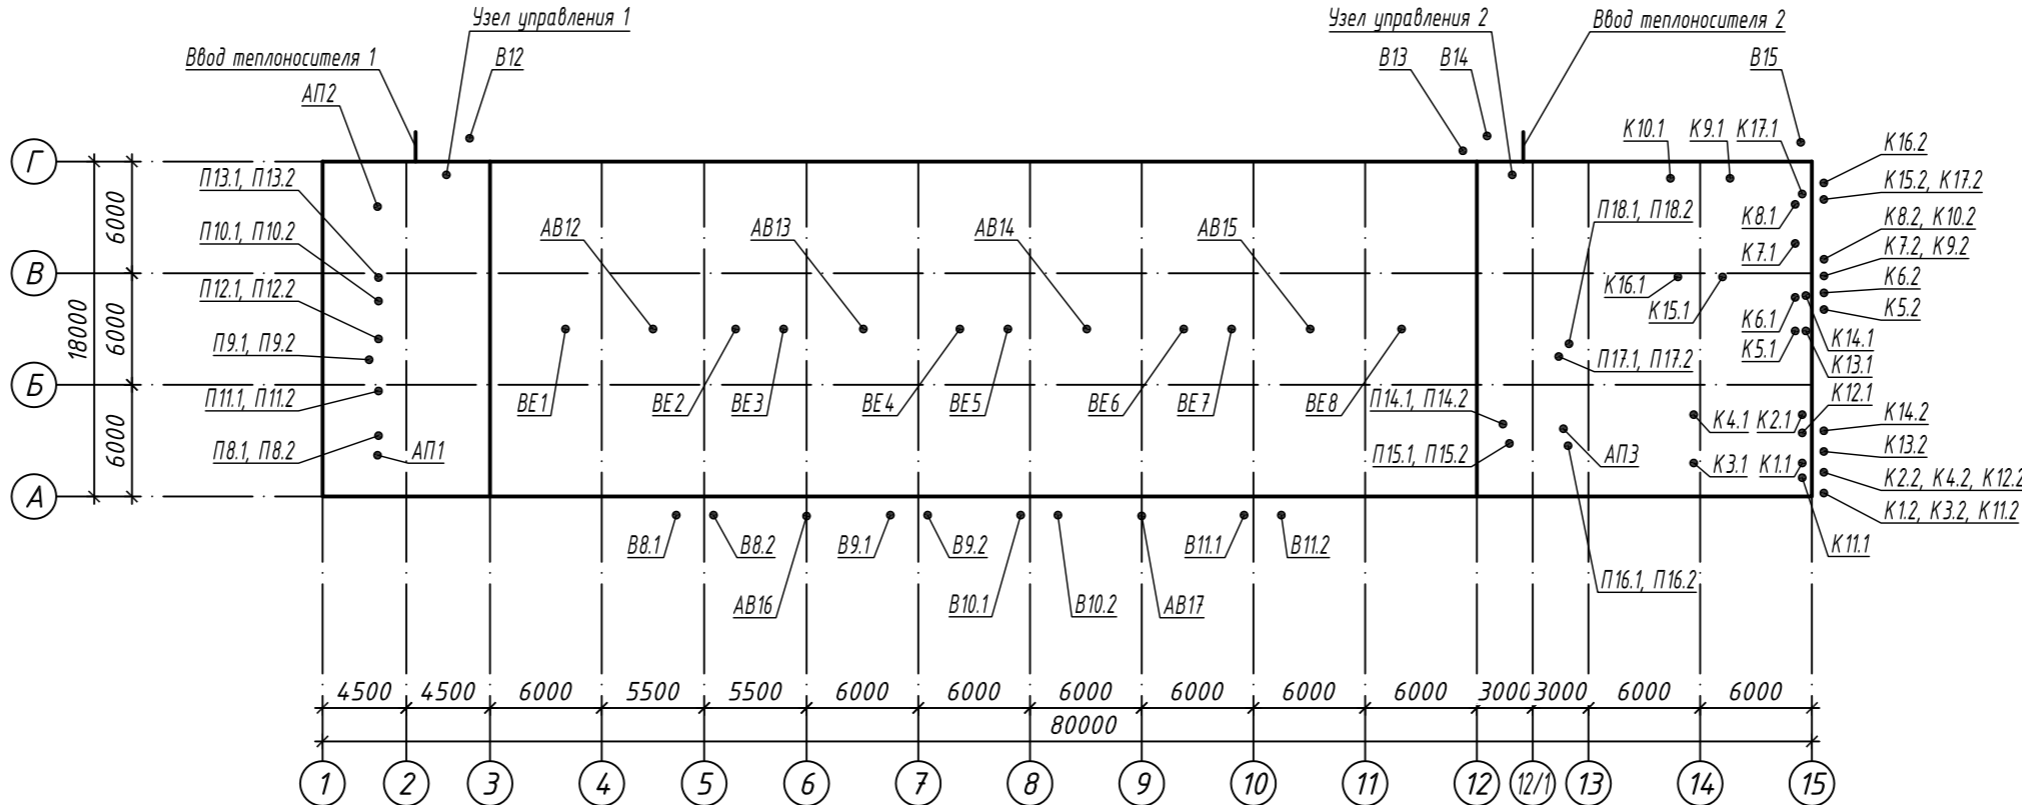 Узел управления 1
Узел управления 2
Ввод теплоносителя 2
Ввод теплоносителя 1
В12
В13
В14
В15
АП2
К10.1
К9.1
К17.1
К16.2
Г
П13.1, П13.2
К15.2, К17.2
6000
П18.1, П18.2
К8.1
К8.2, К10.2
П10.1, П10.2
АВ12
АВ13
АВ14
АВ15
К7.1
К7.2, К9.2
В
К16.1
К6.2
П12.1, П12.2
К15.1
К5.2
18000
6000
К6.1
К14.1
П9.1, П9.2
К5.1
К13.1
П17.1, П17.2
Б
К12.1
П11.1, П11.2
ВЕ1
ВЕ2
ВЕ3
ВЕ4
ВЕ5
ВЕ6
ВЕ7
ВЕ8
П14.1, П14.2
К4.1
К2.1
К14.2
6000
П8.1, П8.2
АП1
П15.1, П15.2
АП3
К3.1
К1.1
К13.2
К2.2, К4.2, К12.2
А
К1.2, К3.2, К11.2
В8.1
В8.2
В9.1
В9.2
В11.1
В11.2
К11.1
АВ16
В10.1
В10.2
АВ17
П16.1, П16.2
4500 4500 6000 5500 5500 6000 6000 6000 6000 6000 6000 3000 3000 6000 6000
80000
1 2 3 4 5 6 7 8 9 10 11 12 12/1 13 14 15